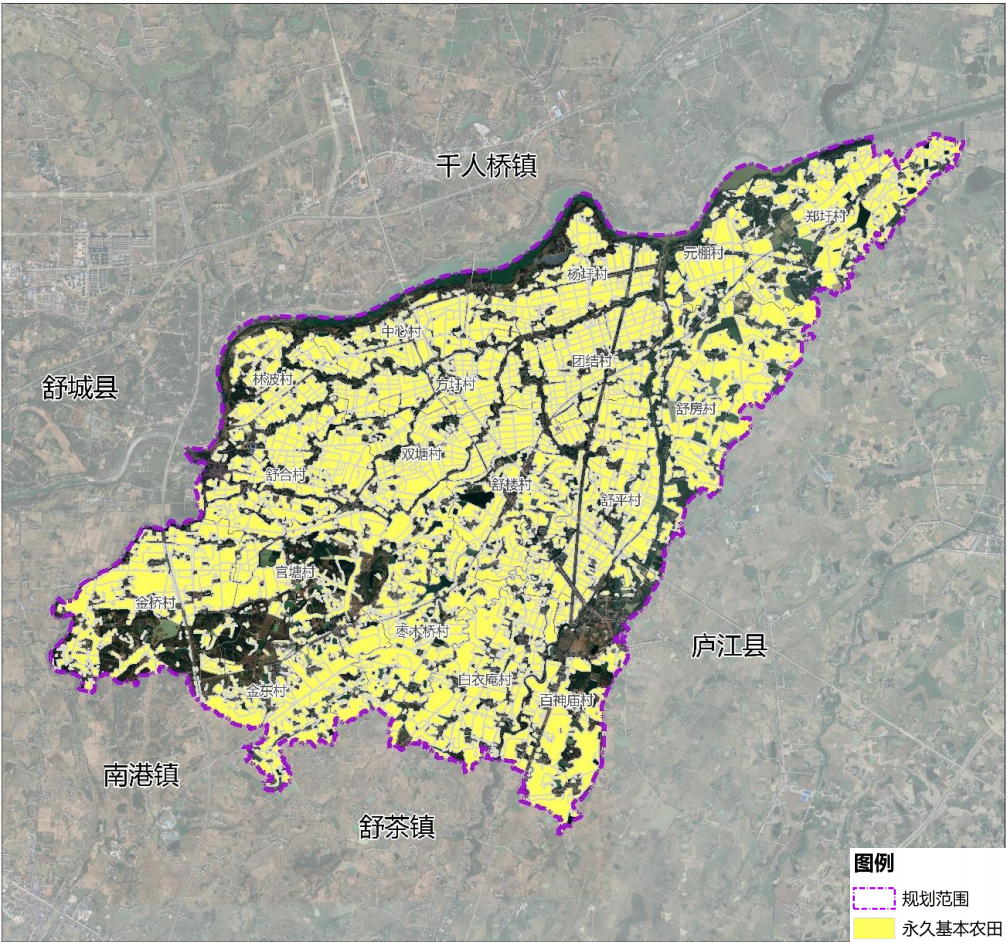 千人桥镇
郑圩村
元棚村
杨圩村
中心村
团结村
林波村
方圩村
舒城县
舒房村
双塘村
舒合村
舒楼村
舒平村
官塘村
金桥村
枣木桥村
庐江县
白衣庵村
金东村
百神庙村
南港镇
舒茶镇
图例
规划范围
永久基本农田